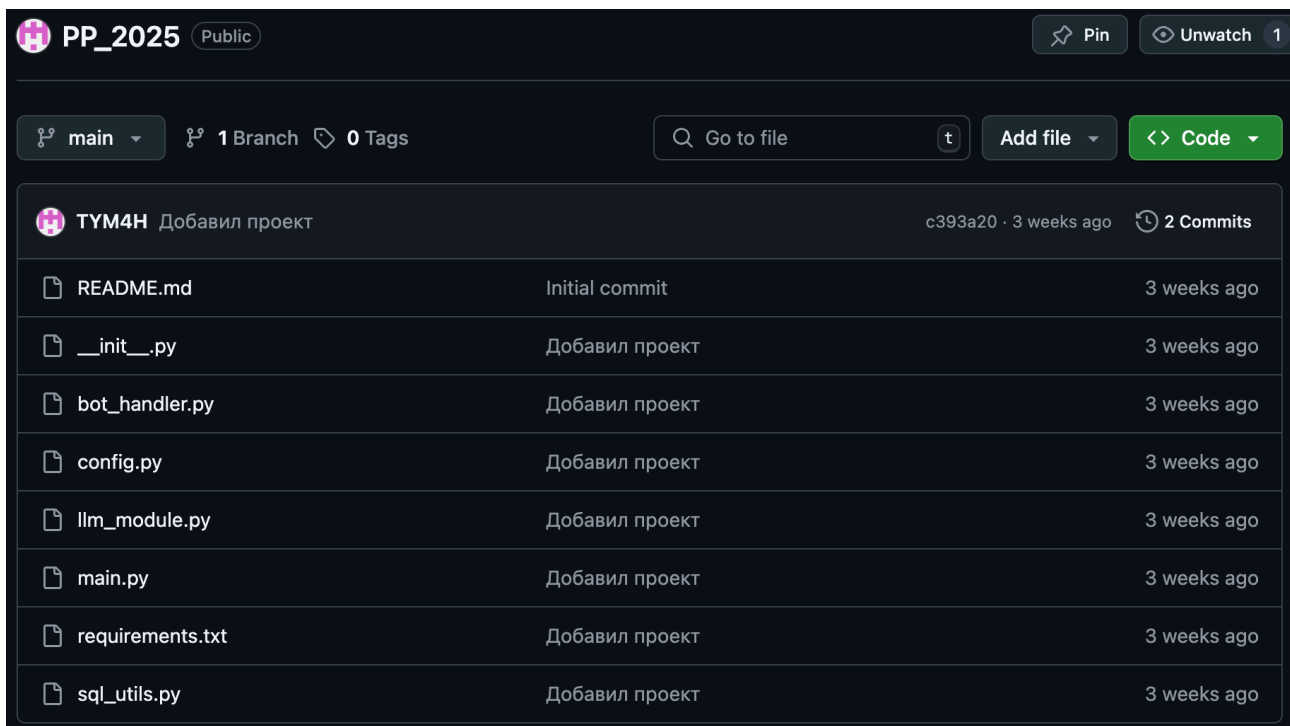 PP_2025 Public Pin Unwatch 1
main 1 Branch 0 Tags Go to file t Add file Code
TYM4H Добавил проект c393a20 · 3 weeks ago 2 Commits
README.md Initial commit 3 weeks ago
__init__.py Добавил проект 3 weeks ago
bot_handler.py Добавил проект 3 weeks ago
config.py Добавил проект 3 weeks ago
llm_module.py Добавил проект 3 weeks ago
main.py Добавил проект 3 weeks ago
requirements.txt Добавил проект 3 weeks ago
sql_utils.py Добавил проект 3 weeks ago